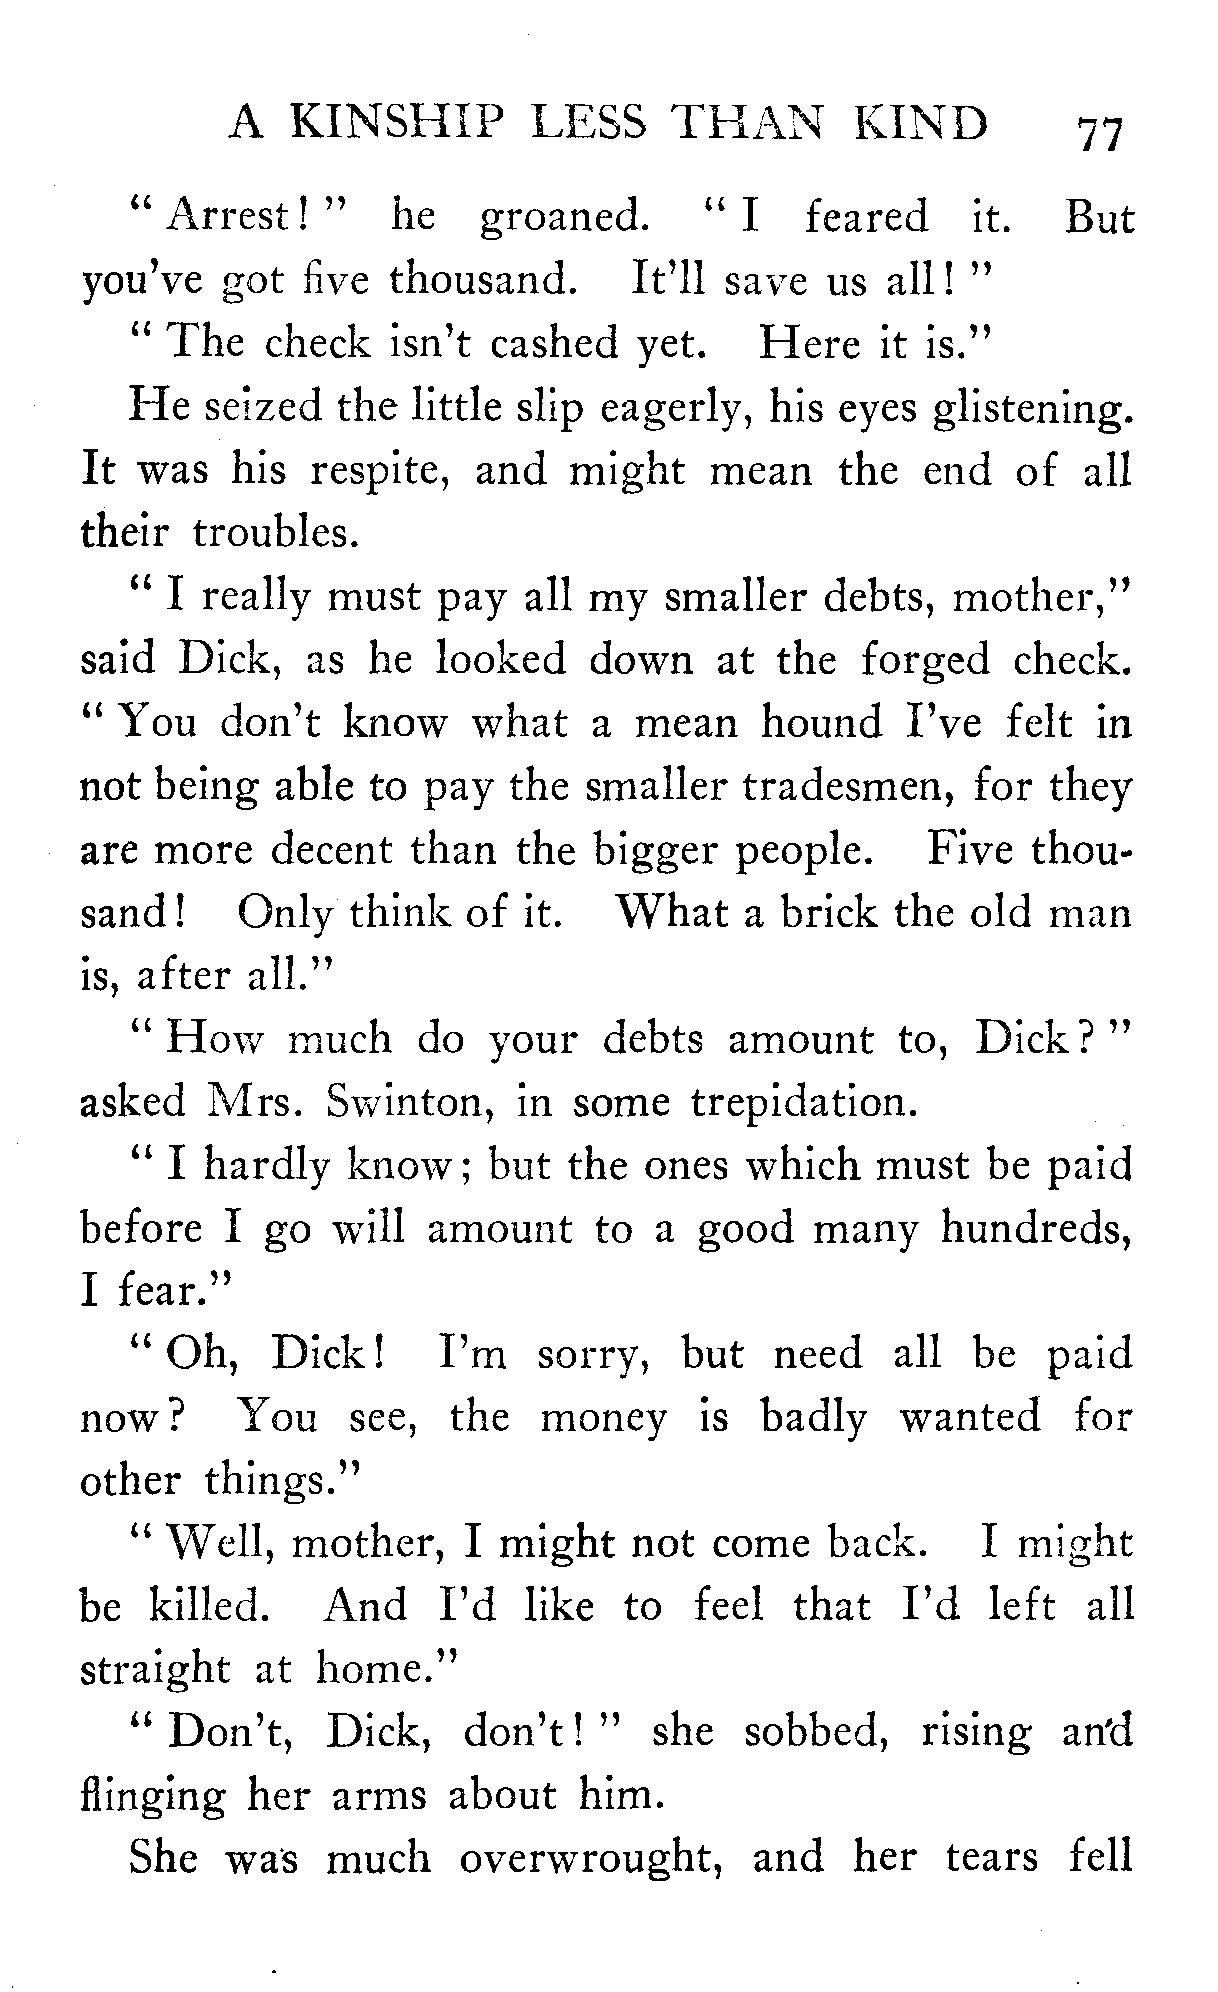 A KINSHIP LESS THAN KIND 77
“ Arrest! ” he groaned. “ I feared it. But
you’ve got five thousand. It’ll save us all! ”
“ The check isn’t cashed yet. Here it is.”
He seized the little slip eagerly, his eyes glistening.
It was his respite, and might mean the end of all
their troubles.
“ I really must pay all my smaller debts, mother,”
said Dick, as he looked down at the forged check.
“ You don’t know what a mean hound I’ve felt in
not being able to pay the smaller tradesmen, for they
are more decent than the bigger people. Five thou-
sand! Only think of it. What a brick the old man
is, after all.”
“ How much do your debts amount to, Dick? ”
asked Mrs. Swinton, in some trepidation.
“ I hardly know; but the ones which must be paid
before I go will amount to a good many hundreds,
I fear.”
“ Oh, Dick! I’m sorry, but need all be paid
now? You see, the money is badly wanted for
other things.”
“ Well, mother, I might not come back. I might
be killed. And I’d like to feel that I’d left all
straight at home.”
“ Don’t, Dick, don’t! ” she sobbed, rising and
flinging her arms about him.
She was much overwrought, and her tears fell